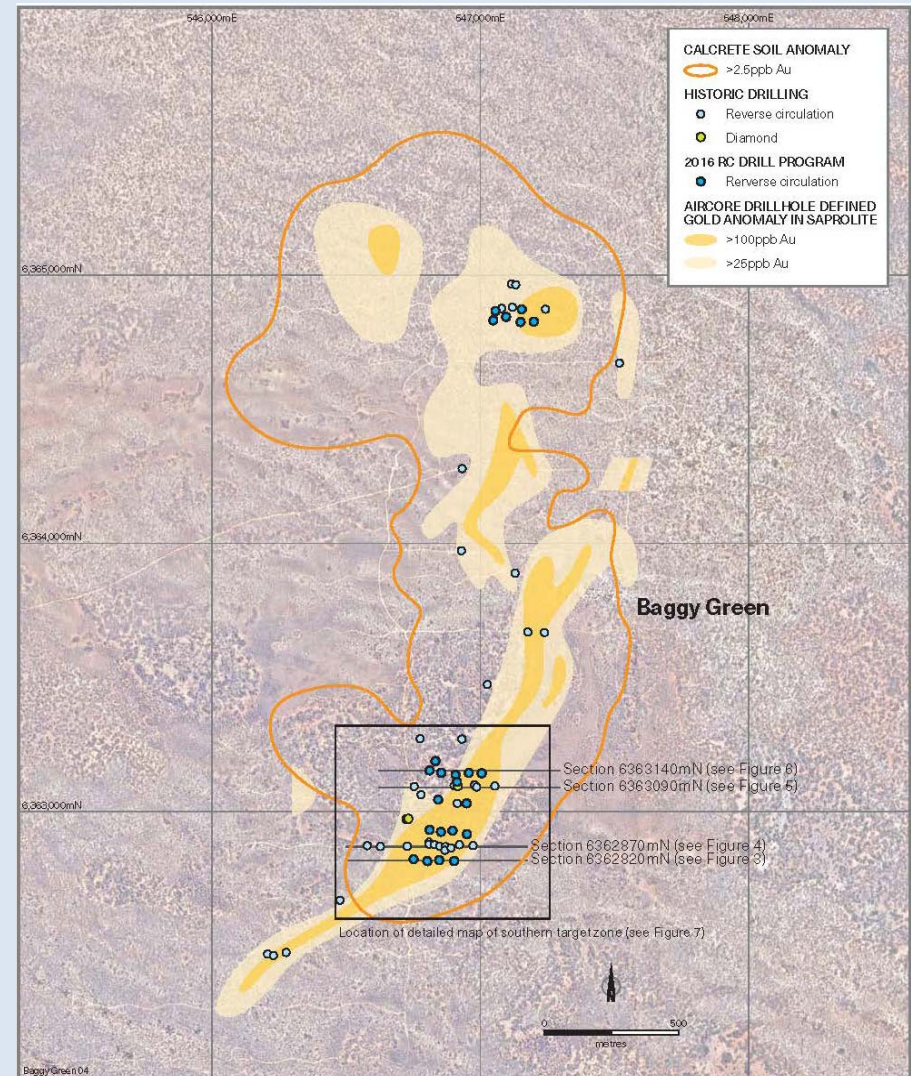 546,000mE
547,000mE
548,000mE
CALCRETE SOIL ANOMALY
>2.5ppb Au
HISTORIC DRILLING
Reverse circulation
Diamond
2016 RC DRILL PROGRAM
Rerverse circulation
AIRCORE DRILLHOLE DEFINED
GOLD ANOMALY IN SAPROLITE
>100ppb Au
>25ppb Au
6,365,000mN
6,364,000mN
Baggy Green
Section 6363140mN (see Figure 6)
Section 6363090mN (see Figure 5)
6,363,000mN
Section 6362870mN (see Figure 4)
Section 6362820mN (see Figure 3)
Location of detailed map of southern target zone (see Figure 7)
0
500
metres
Baggy Green 04